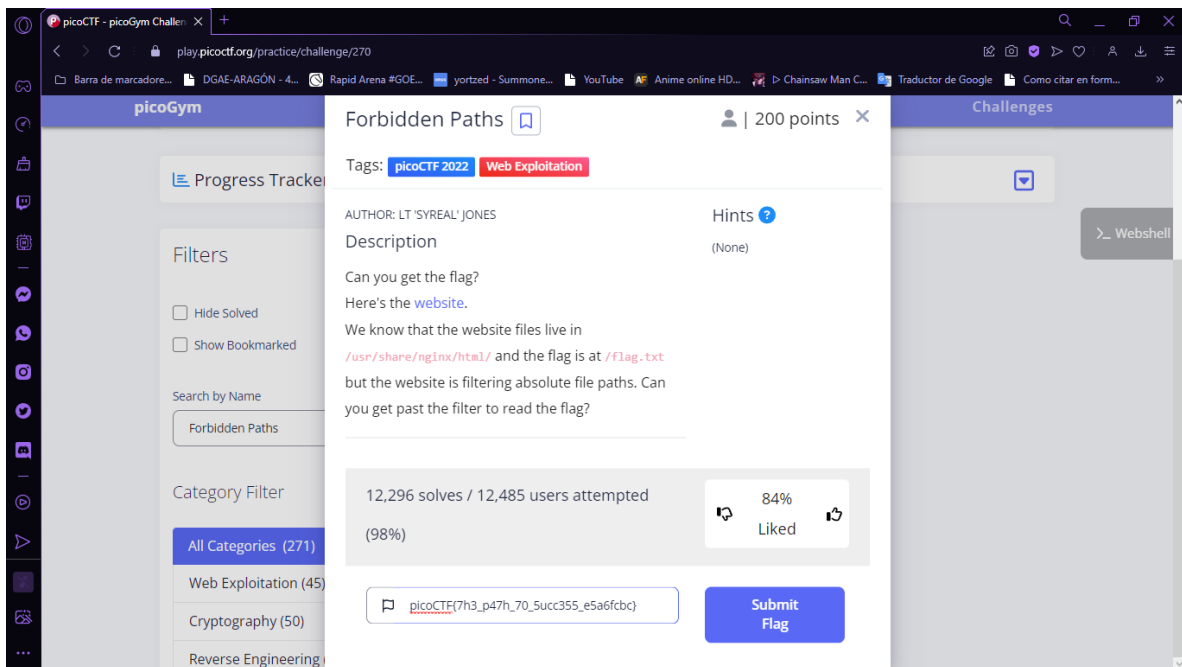 picoCTF - picoGym Challen
play.picoctf.org/practice/challenge/270
Barra de marcadore... DGAE-ARAGÓN - 4... Rapid Arena #GOE... yortzed - Summone... YouTube AF Anime online HD... ▷ Chainsaw Man C... Traductor de Google Como citar en form... »
picoGym
Challenges
Forbidden Paths
| 200 points
Tags: picoCTF 2022 Web Exploitation
Progress Tracker
AUTHOR: LT 'SYREAL' JONES
Hints ?
Description
(None)
>_ Webshell
Filters
Can you get the flag?
Here's the website.
Hide Solved
We know that the website files live in
Show Bookmarked
/usr/share/nginx/html/ and the flag is at /flag.txt
but the website is filtering absolute file paths. Can
you get past the filter to read the flag?
Search by Name
Forbidden Paths
Category Filter
12,296 solves / 12,485 users attempted
(98%)
84%
Liked
All Categories (271)
Web Exploitation (45)
picoCTF{7h3_p47h_70_5ucc355_e5a6fcbc}
Submit
Flag
Cryptography (50)
Reverse Engineering